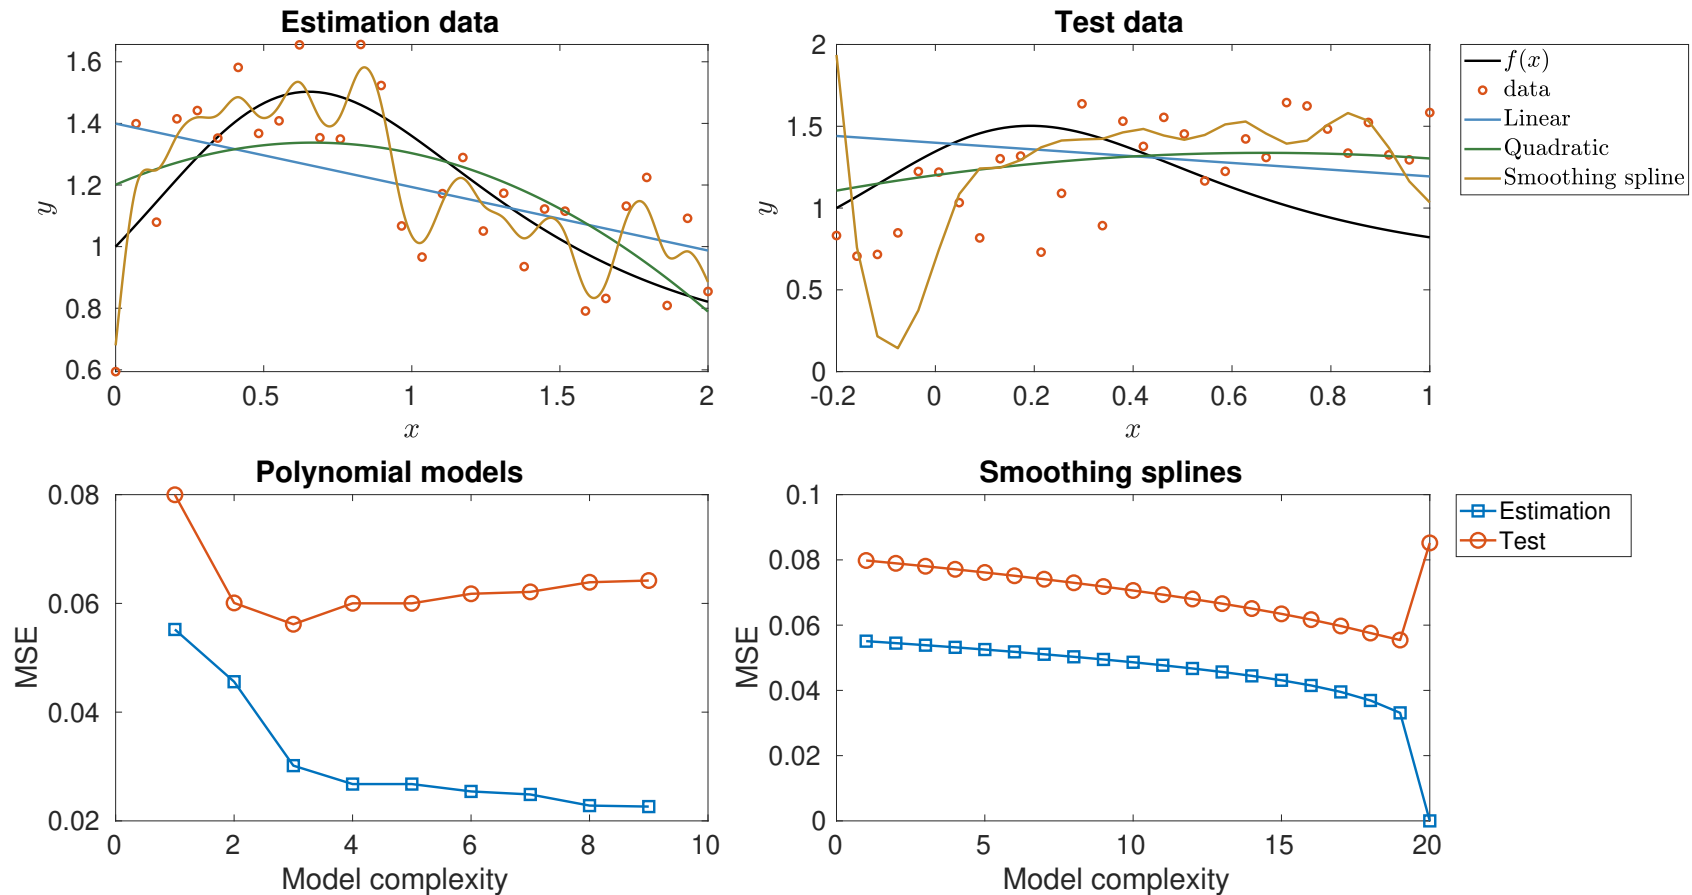 Estimation data
1.6
1.4
1.2
1
0.8
0.6
y
0
0.5
1
1.5
2
x
Test data
2
1.5
1
0.5
0
y
-0.2
0
0.2
0.4
0.6
0.8
1
x
f(x)
data
Linear
Quadratic
Smoothing spline
Polynomial models
0.08
0.06
0.04
0.02
MSE
0
2
4
6
8
10
Model complexity
Smoothing splines
0.1
0.08
0.06
0.04
0.02
0
MSE
0
5
10
15
20
Model complexity
Estimation
Test